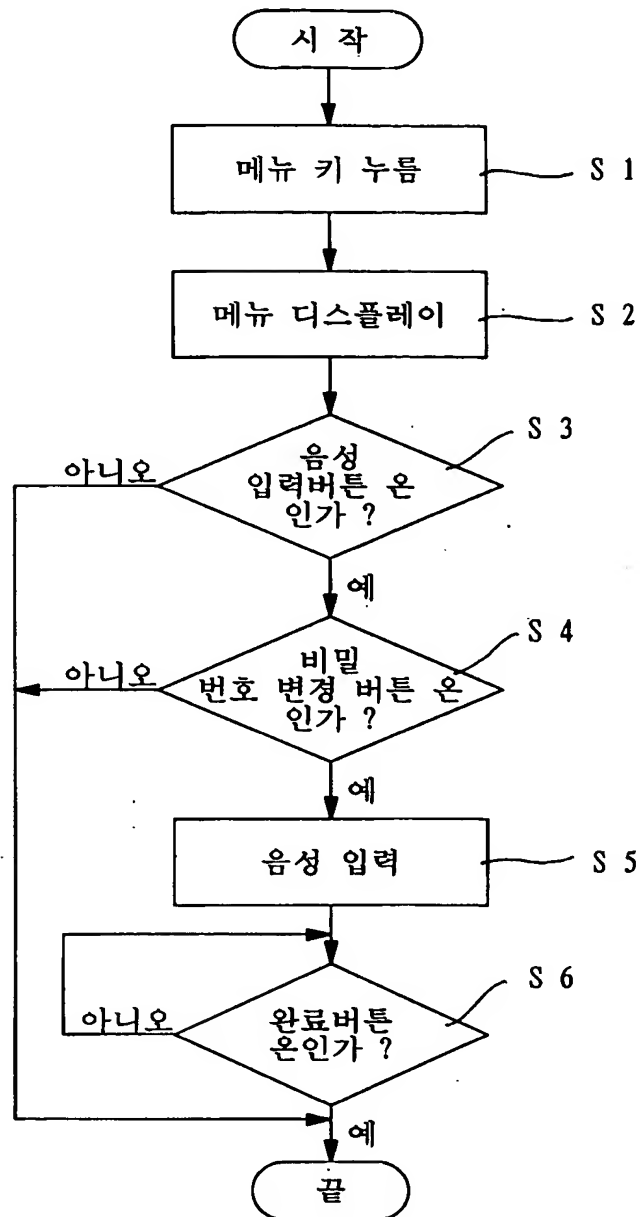 시 작
메뉴 키 누름
S 1
메뉴 디스플레이
S 2
S 3
음성
입력버튼 온
인가 ?
아니오
예
S 4
비밀
번호 변경 버튼 온
인가 ?
아니오
예
음성 입력
S 5
S 6
완료버튼
온인가 ?
아니오
예
끝